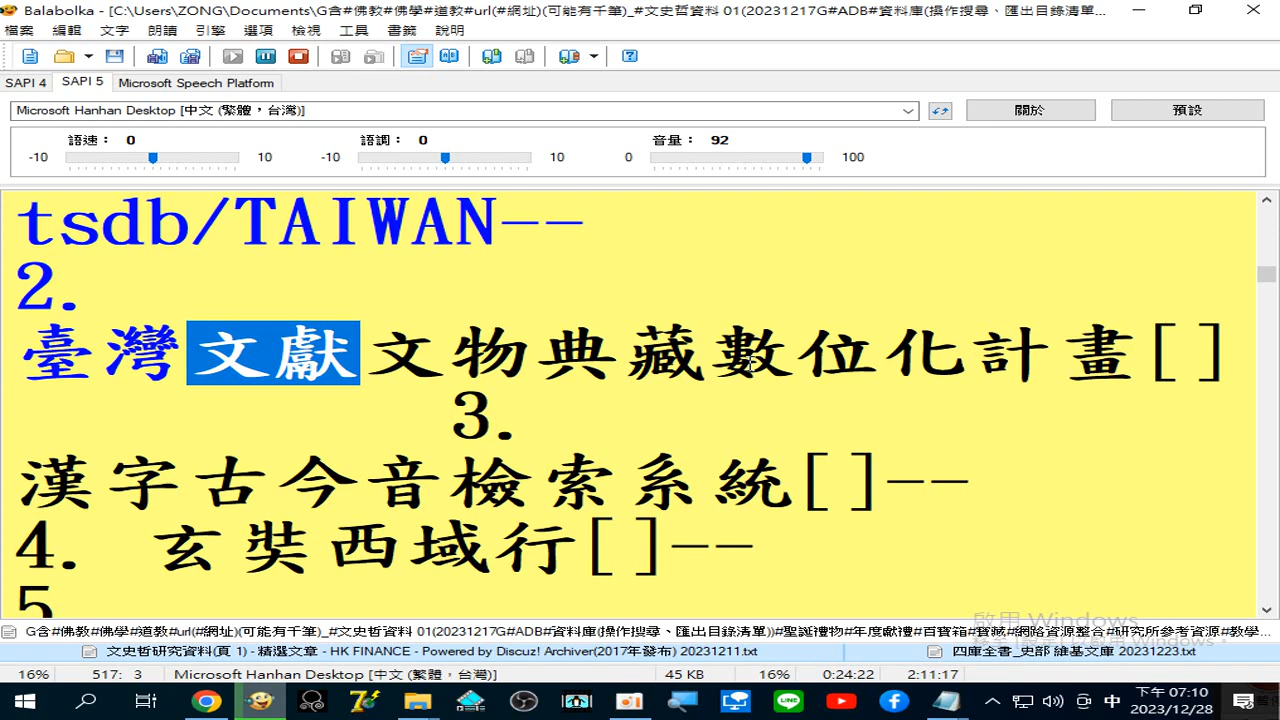 Balabolka - [C:\Users\ZONG\Documents\G含#佛教#佛學#道教#url(#網址)(可能有千筆)_#文史哲資料 01(20231217G#ADB#資料庫(操作搜尋、匯出目錄清單...
檔案 編輯 文字 朗讀 引擎 選項 檢視 工具 書籤 說明
SAPI 4 SAPI 5 Microsoft Speech Platform
Microsoft Hanhan Desktop [中文 (繁體，台灣)] 關於 預設
語速： 0 語調： 0 音量： 92
-10 10 -10 10 0 100
tsdb/TAIWAN--
2.
臺灣文獻文物典藏數位化計畫[]
3.
漢字古今音檢索系統[]--
4. 玄奘西域行[]--
5
啟用 Windows
G含#佛教#佛學#道教#url(#網址)(可能有千筆)_#文史哲資料 01(20231217G#ADB#資料庫(操作搜尋、匯出目錄清單))#聖誕禮物#年度獻禮#百寶箱#寶城#網路資源整合#研究所參考資源#教學...
文史哲研究資料(頁 1) - 精選文章 - HK FINANCE - Powered by Discuz! Archiver(2017年發布) 20231211.txt 四庫全書_史部 維基文庫 20231223.txt
16% 517: 3 Microsoft Hanhan Desktop [中文 (繁體，台灣)] 45 KB 16% 0:24:22 2:11:17
中 下午 07:10
2023/12/28